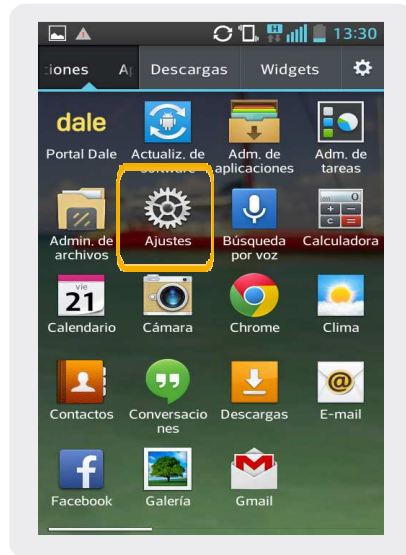 H 13:30
ciones Ap Descargas Widgets
dale
Portal Dale Actualiz. de software Adm. de aplicaciones Adm. de tareas
Admin. de archivos Ajustes Búsqueda por voz Calculadora
vie
21
Calendario Cámara Chrome Clima
Contactos Conversacio nes Descargas E-mail
Facebook Galería Gmail